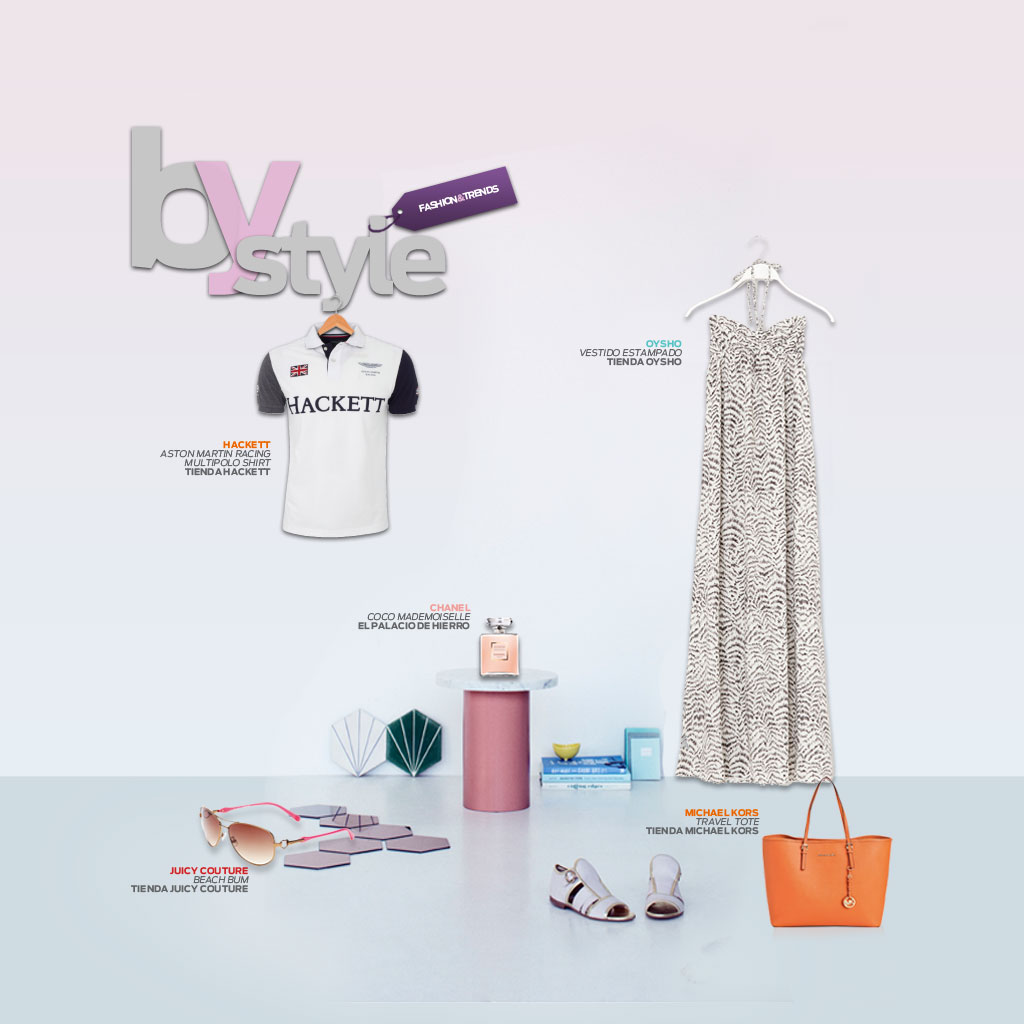 by
style
FASHION&TRENDS
OYSHO
VESTIDO ESTAMPADO
TIENDA OYSHO
HACKETT
HACKETT
ASTON MARTIN RACING
MULTIPOLO SHIRT
TIENDA HACKETT
CHANEL
COCO MADEMOISELLE
EL PALACIO DE HIERRO
MICHAEL KORS
TRAVEL TOTE
TIENDA MICHAEL KORS
JUICY COUTURE
BEACH BUM
TIENDA JUICY COUTURE